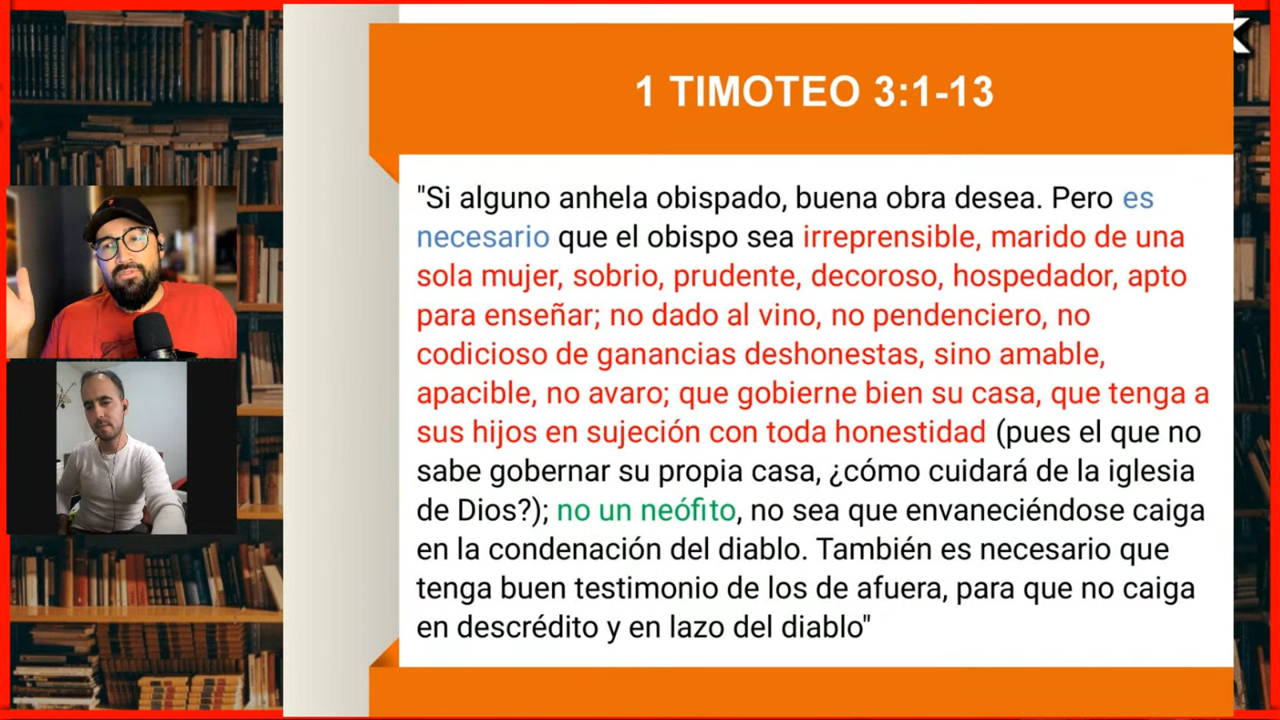 1 TIMOTEO 3:1-13
"Si alguno anhela obispado, buena obra desea. Pero es
necesario que el obispo sea irreprensible, marido de una
sola mujer, sobrio, prudente, decoroso, hospedador, apto
para enseñar; no dado al vino, no pendenciero, no
codicioso de ganancias deshonestas, sino amable,
apacible, no avaro; que gobierne bien su casa, que tenga a
sus hijos en sujeción con toda honestidad (pues el que no
sabe gobernar su propia casa, ¿cómo cuidará de la iglesia
de Dios?); no un neófito, no sea que envaneciéndose caiga
en la condenación del diablo. También es necesario que
tenga buen testimonio de los de afuera, para que no caiga
en descrédito y en lazo del diablo"